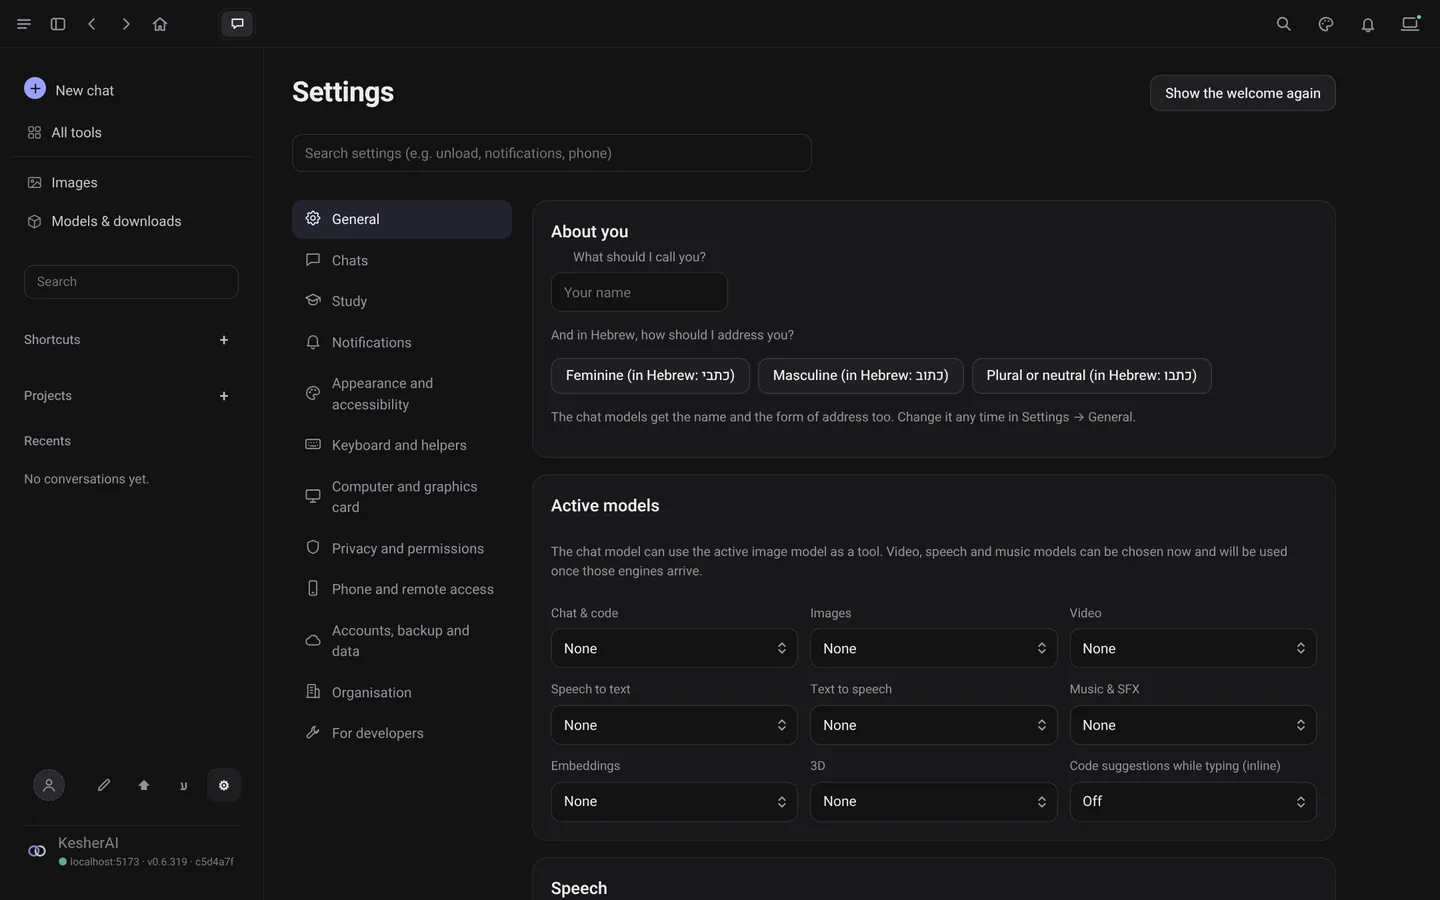 New chat
All tools
Images
Models & downloads
Search
Shortcuts
Projects
Recents
No conversations yet.
KesherAI
localhost:5173 · v0.6.319 · c5d4a7f
Settings
Show the welcome again
Search settings (e.g. unload, notifications, phone)
General
Chats
Study
Notifications
Appearance and
accessibility
Keyboard and helpers
Computer and graphics
card
Privacy and permissions
Phone and remote access
Accounts, backup and
data
Organisation
For developers
About you
What should I call you?
Your name
And in Hebrew, how should I address you?
Feminine (in Hebrew: כתבי)
Masculine (in Hebrew: כתוב)
Plural or neutral (in Hebrew: כתבו)
The chat models get the name and the form of address too. Change it any time in Settings → General.
Active models
The chat model can use the active image model as a tool. Video, speech and music models can be chosen now and will be used
once those engines arrive.
Chat & code
Images
Video
None
None
None
Speech to text
Text to speech
Music & SFX
None
None
None
Embeddings
3D
Code suggestions while typing (inline)
None
None
Off
Speech
ע